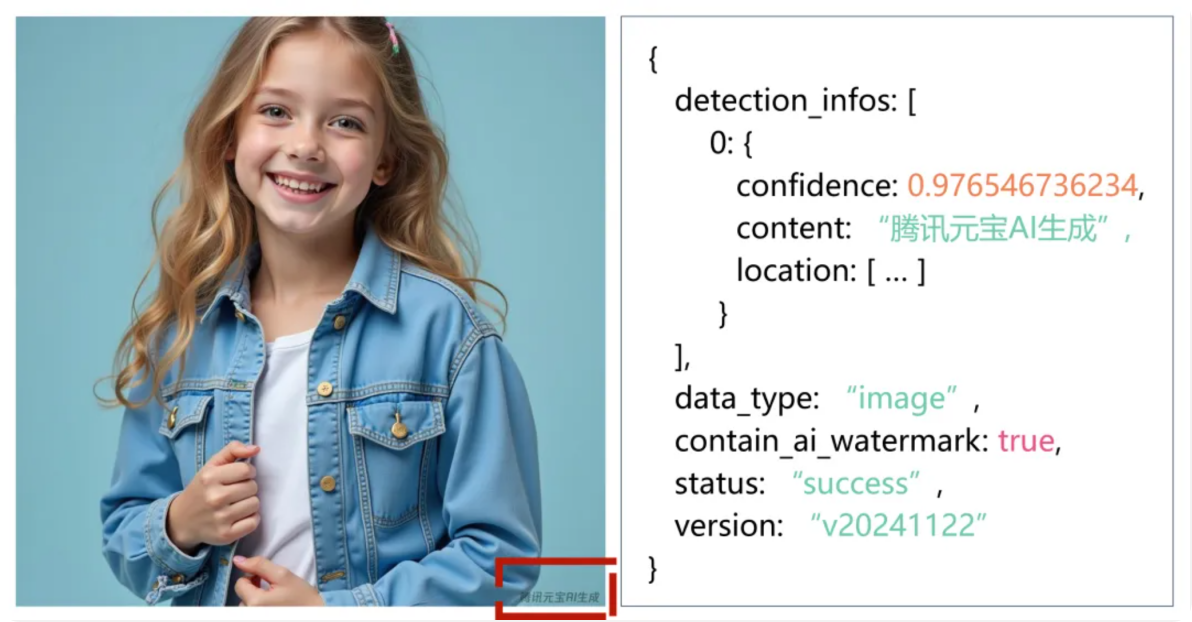 腾讯元宝AI生成
{
detection_infos: [
0: {
confidence: 0.976546736234,
content: “腾讯元宝AI生成”,
location: [ ... ]
}
],
data_type: “image”,
contain_ai_watermark: true,
status: “success”,
version: “v20241122”
}